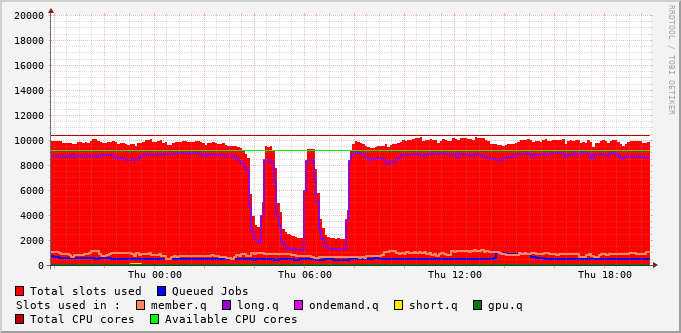 20000
18000
16000
14000
12000
10000
8000
6000
4000
2000
0
Thu 00:00 Thu 06:00 Thu 12:00 Thu 18:00
Total slots used Queued Jobs
Slots used in : member.q long.q ondemand.q short.q gpu.q
Total CPU cores Available CPU cores
RRDTOOL / TOBI OETIKER